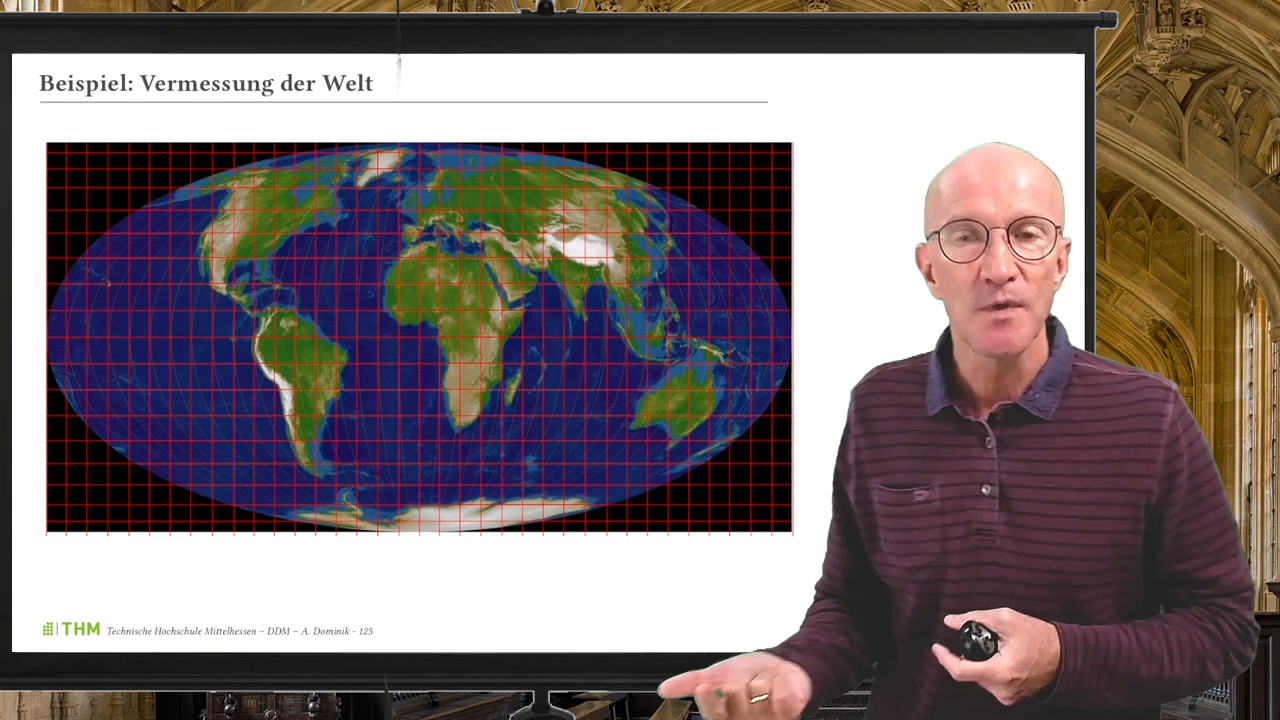 Beispiel: Vermessung der Welt
THM Technische Hochschule Mittelhessen – DDM – A. Dominik - 125